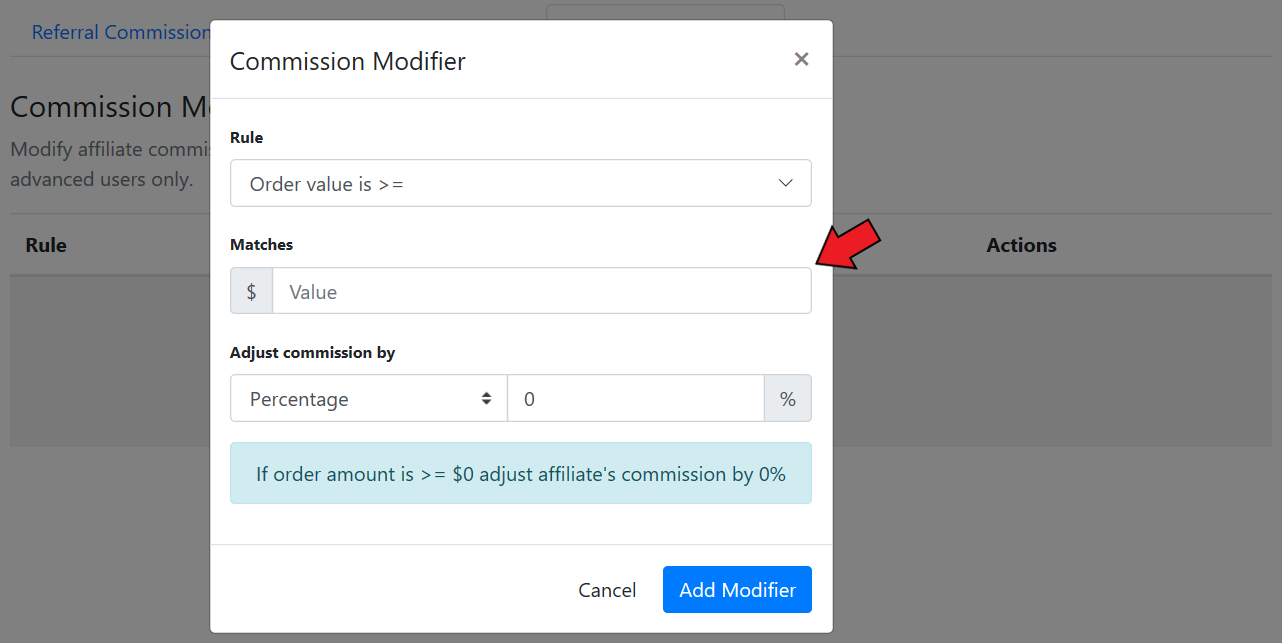 Referral Commission
Commission Modifier
×
Commission M
Modify affiliate commis
advanced users only.
Rule
Order value is >=
Matches
Rule
Actions
$ Value
Adjust commission by
Percentage 0 %
If order amount is >= $0 adjust affiliate's commission by 0%
Cancel Add Modifier